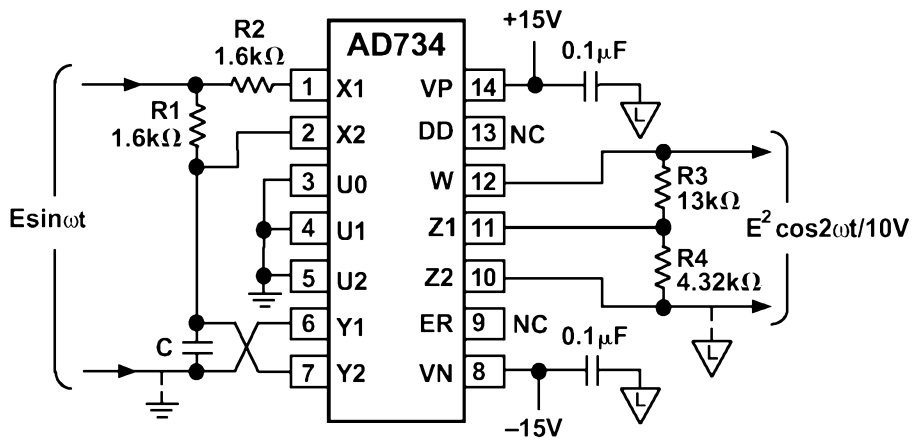 AD734
R2
1.6kΩ
R1
1.6kΩ
Esinωt
C
1 X1
2 X2
3 U0
4 U1
5 U2
6 Y1
7 Y2
VP 14
DD 13 NC
W 12
Z1 11
Z2 10
ER 9 NC
VN 8
+15V
0.1μF
L
R3
13kΩ
R4
4.32kΩ
E² cos2ωt/10V
L
0.1μF
L
–15V